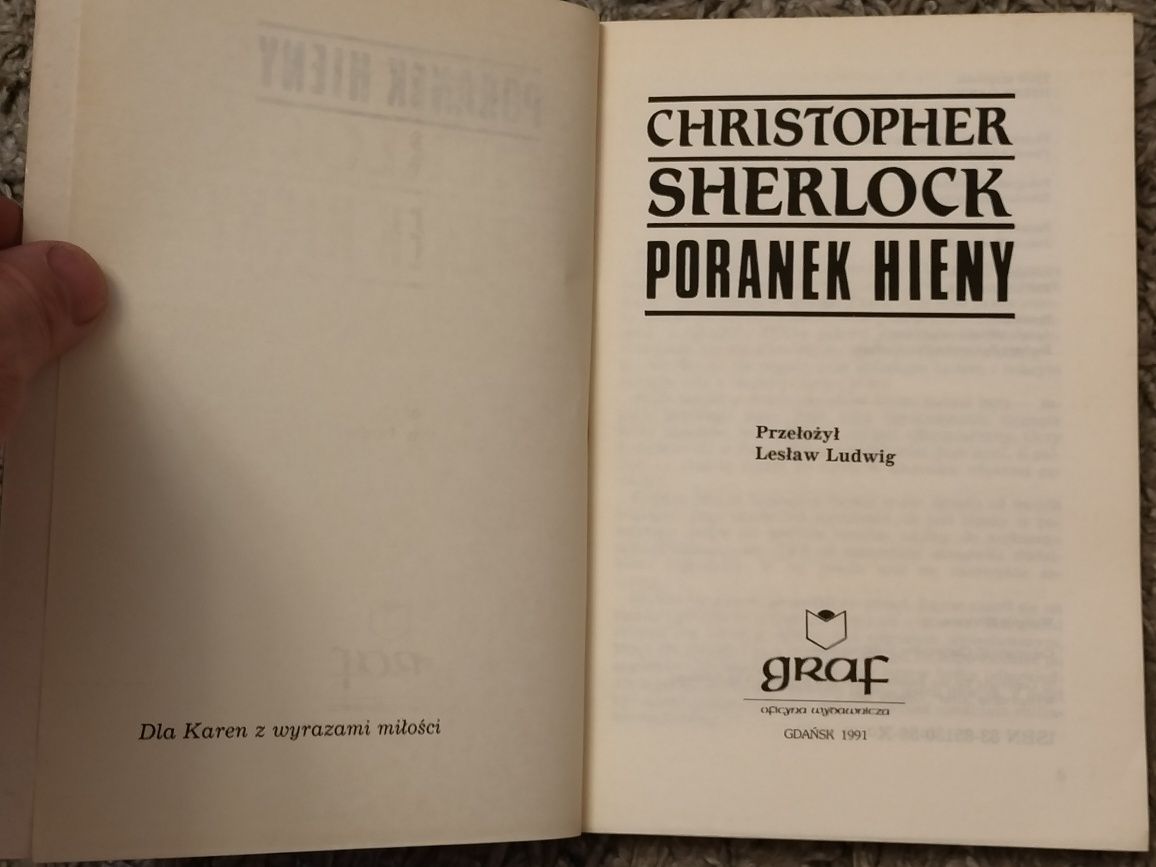 Dla Karen z wyrazami miłości
CHRISTOPHER
SHERLOCK
PORANEK HIENY
Przełożył
Lesław Ludwig
graf
oficyna wydawnicza
GDAŃSK 1991